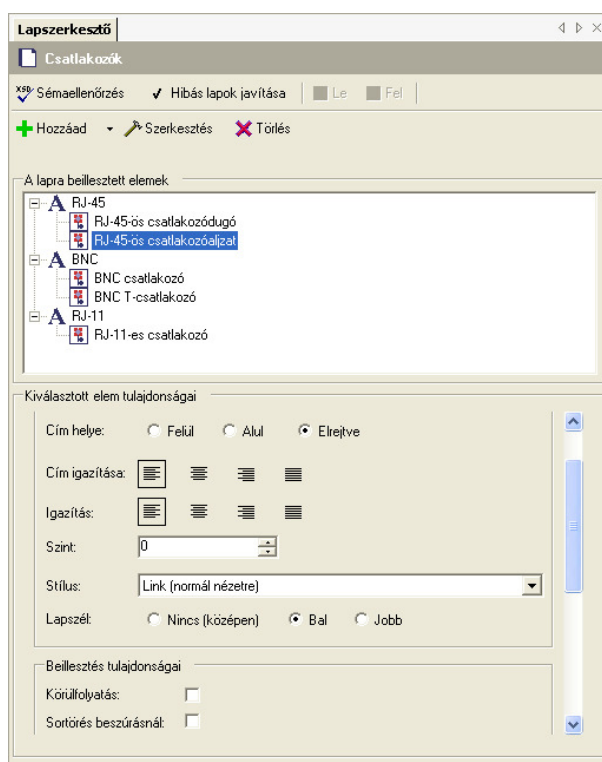 Lapszerkesztő
Csatlakozók
XSD Sémaellenőrzés Hibás lapok javítása Le Fel
Hozzáad Szerkesztés Törlés
A lapra beillesztett elemek
A RJ-45
RJ-45-ös csatlakozódugó
RJ-45-ös csatlakozóaljzat
A BNC
BNC csatlakozó
BNC T-csatlakozó
A RJ-11
RJ-11-es csatlakozó
Kiválasztott elem tulajdonságai
Cím helye: Felül Alul Elrejtve
Cím igazítása:
Igazítás:
Szint: 0
Stílus: Link (normál nézetre)
Lapszél: Nincs (középen) Bal Jobb
Beillesztés tulajdonságai
Körülfolyatás:
Sortörés beszúrásnál: